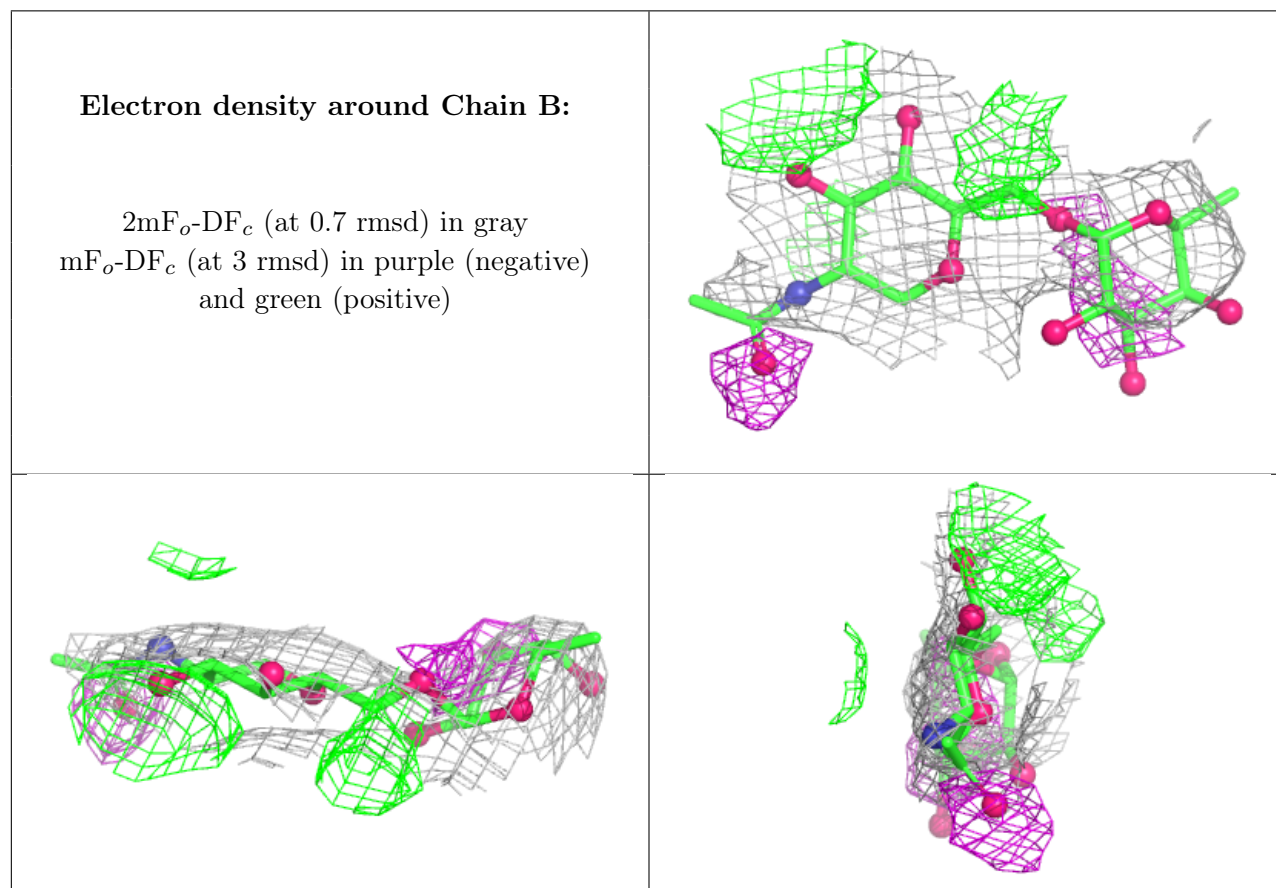 Electron density around Chain B:
2mFₒ-DF𝒸 (at 0.7 rmsd) in gray
mFₒ-DF𝒸 (at 3 rmsd) in purple (negative)
and green (positive)